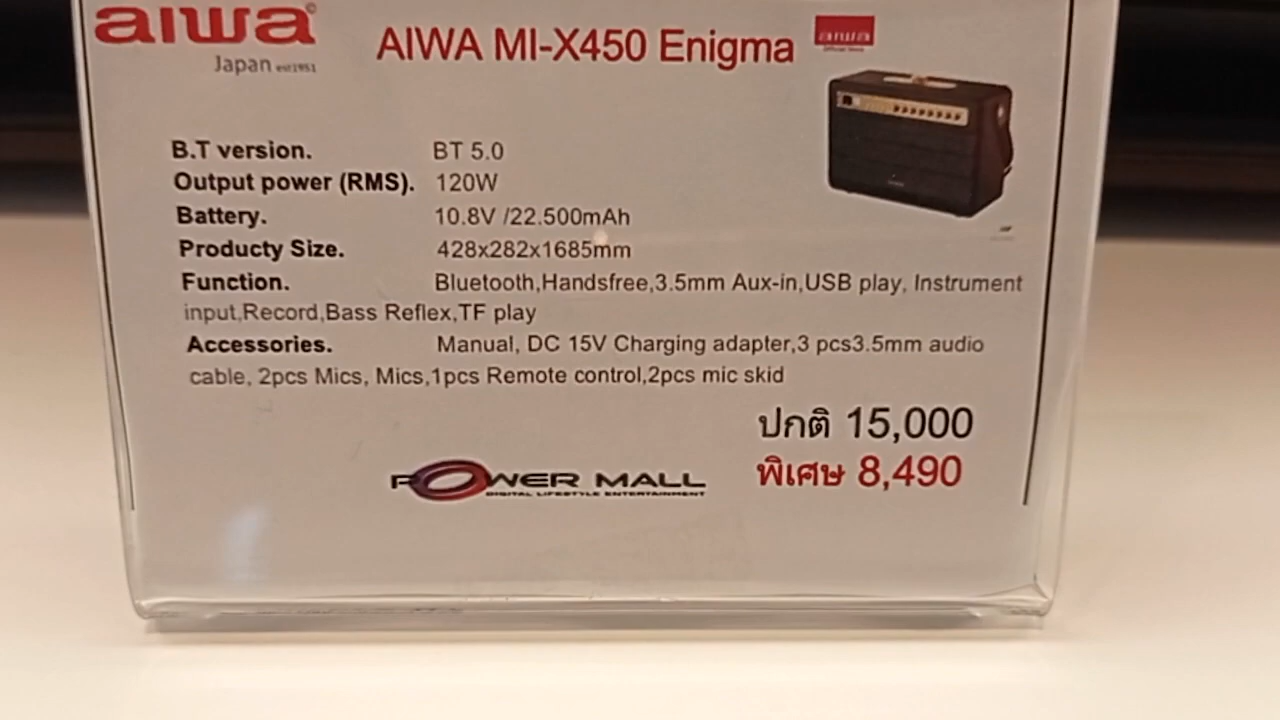 aiwa
Japan est1951
AIWA MI-X450 Enigma
aiwa
B.T version. BT 5.0
Output power (RMS). 120W
Battery. 10.8V /22.500mAh
Producty Size. 428x282x1685mm
Function. Bluetooth,Handsfree,3.5mm Aux-in,USB play, Instrument
input,Record,Bass Reflex,TF play
Accessories. Manual, DC 15V Charging adapter,3 pcs3.5mm audio
cable, 2pcs Mics, Mics,1pcs Remote control,2pcs mic skid
ปกติ 15,000
พิเศษ 8,490
POWER MALL
DIGITAL LIFESTYLE ENTERTAINMENT